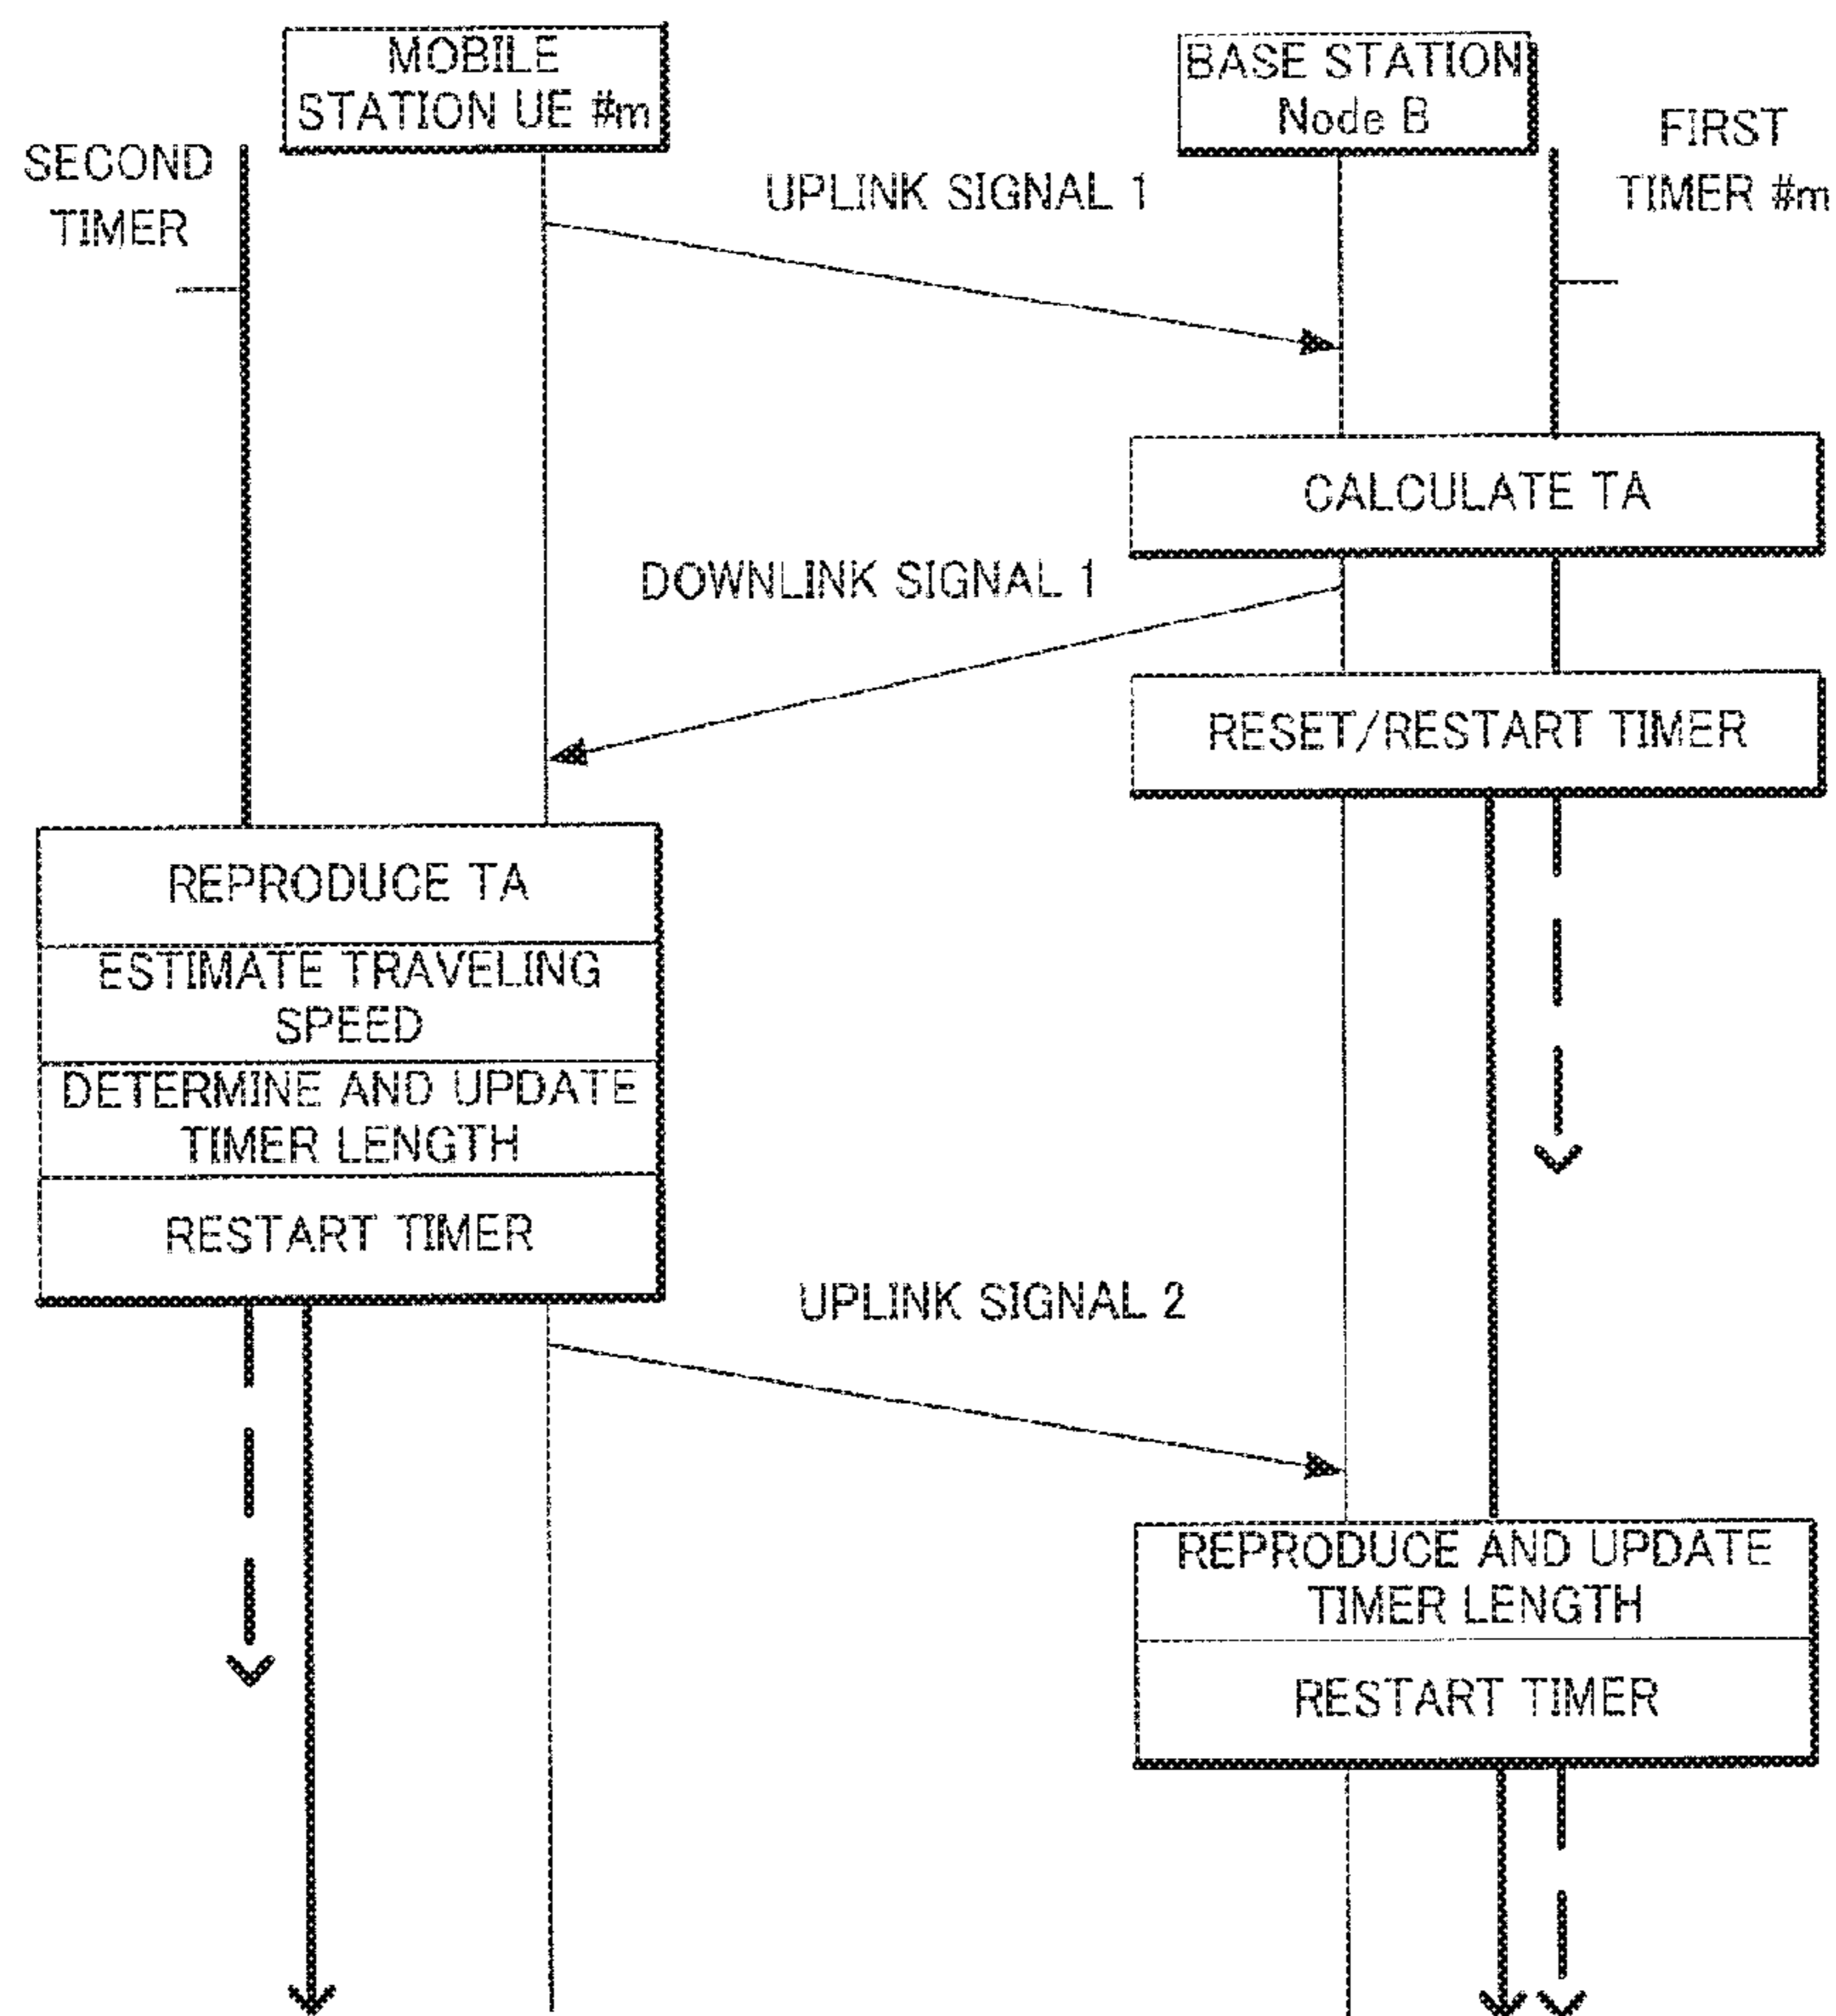 MOBILE
STATION UE #m
BASE STATION
Node B
SECOND
TIMER
FIRST
TIMER #m
UPLINK SIGNAL 1
CALCULATE TA
DOWNLINK SIGNAL 1
RESET/RESTART TIMER
REPRODUCE TA
ESTIMATE TRAVELING
SPEED
DETERMINE AND UPDATE
TIMER LENGTH
RESTART TIMER
UPLINK SIGNAL 2
REPRODUCE AND UPDATE
TIMER LENGTH
RESTART TIMER